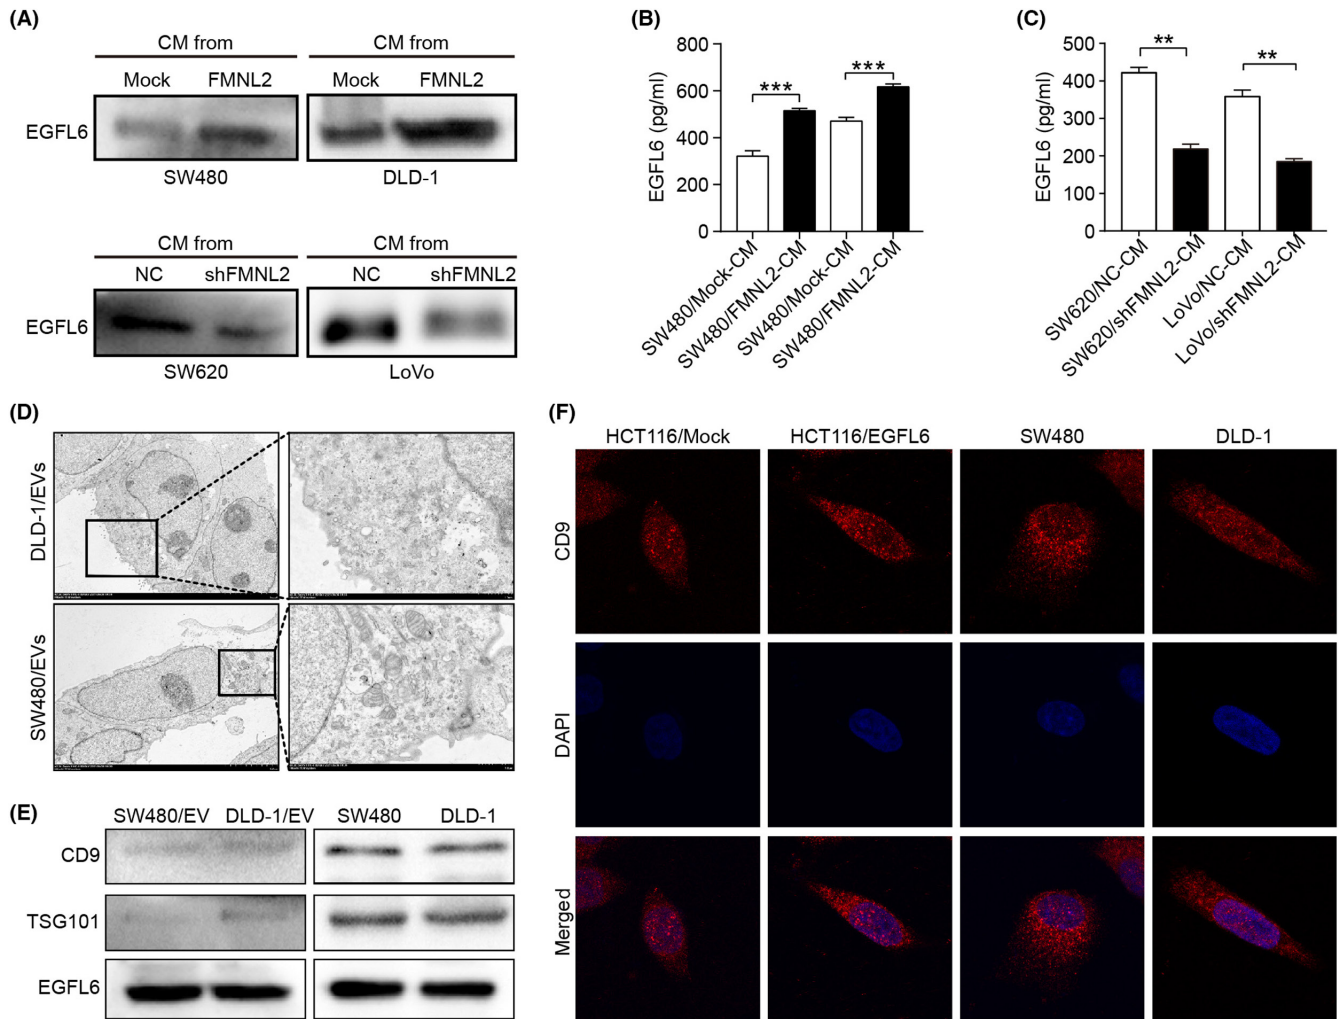 (A)
CM from
CM from
Mock FMNL2
Mock FMNL2
EGFL6
SW480
DLD-1
CM from
CM from
NC shFMNL2
NC shFMNL2
EGFL6
SW620
LoVo
(B)
EGFL6 (pg/ml)
800
600
400
200
0
***
***
SW480/Mock-CM
SW480/FMNL2-CM
SW480/Mock-CM
SW480/FMNL2-CM
(C)
EGFL6 (pg/ml)
500
400
300
200
100
0
**
**
SW620/NC-CM
SW620/shFMNL2-CM
LoVo/NC-CM
LoVo/shFMNL2-CM
(D)
DLD-1/EVs
SW480/EVs
(E)
SW480/EV DLD-1/EV SW480 DLD-1
CD9
TSG101
EGFL6
(F)
HCT116/Mock HCT116/EGFL6 SW480 DLD-1
CD9
DAPI
Merged